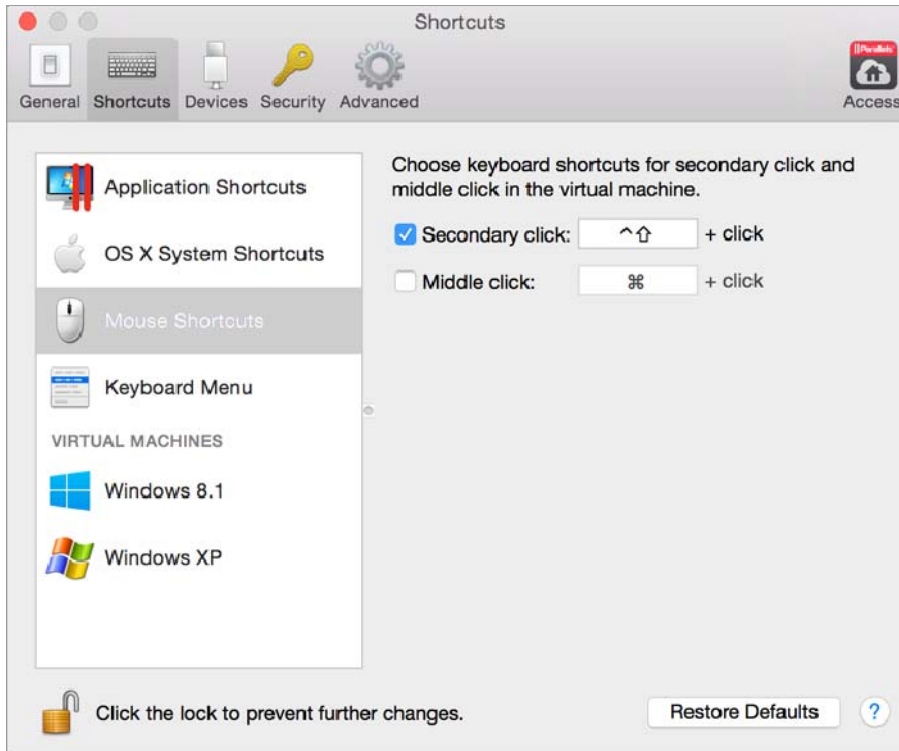 Shortcuts
General Shortcuts Devices Security Advanced
||Parallels®
Access
Application Shortcuts
OS X System Shortcuts
Mouse Shortcuts
Keyboard Menu
VIRTUAL MACHINES
Windows 8.1
Windows XP
Choose keyboard shortcuts for secondary click and
middle click in the virtual machine.
Secondary click: ^⇧ + click
Middle click: ⌘ + click
Click the lock to prevent further changes.
Restore Defaults ?